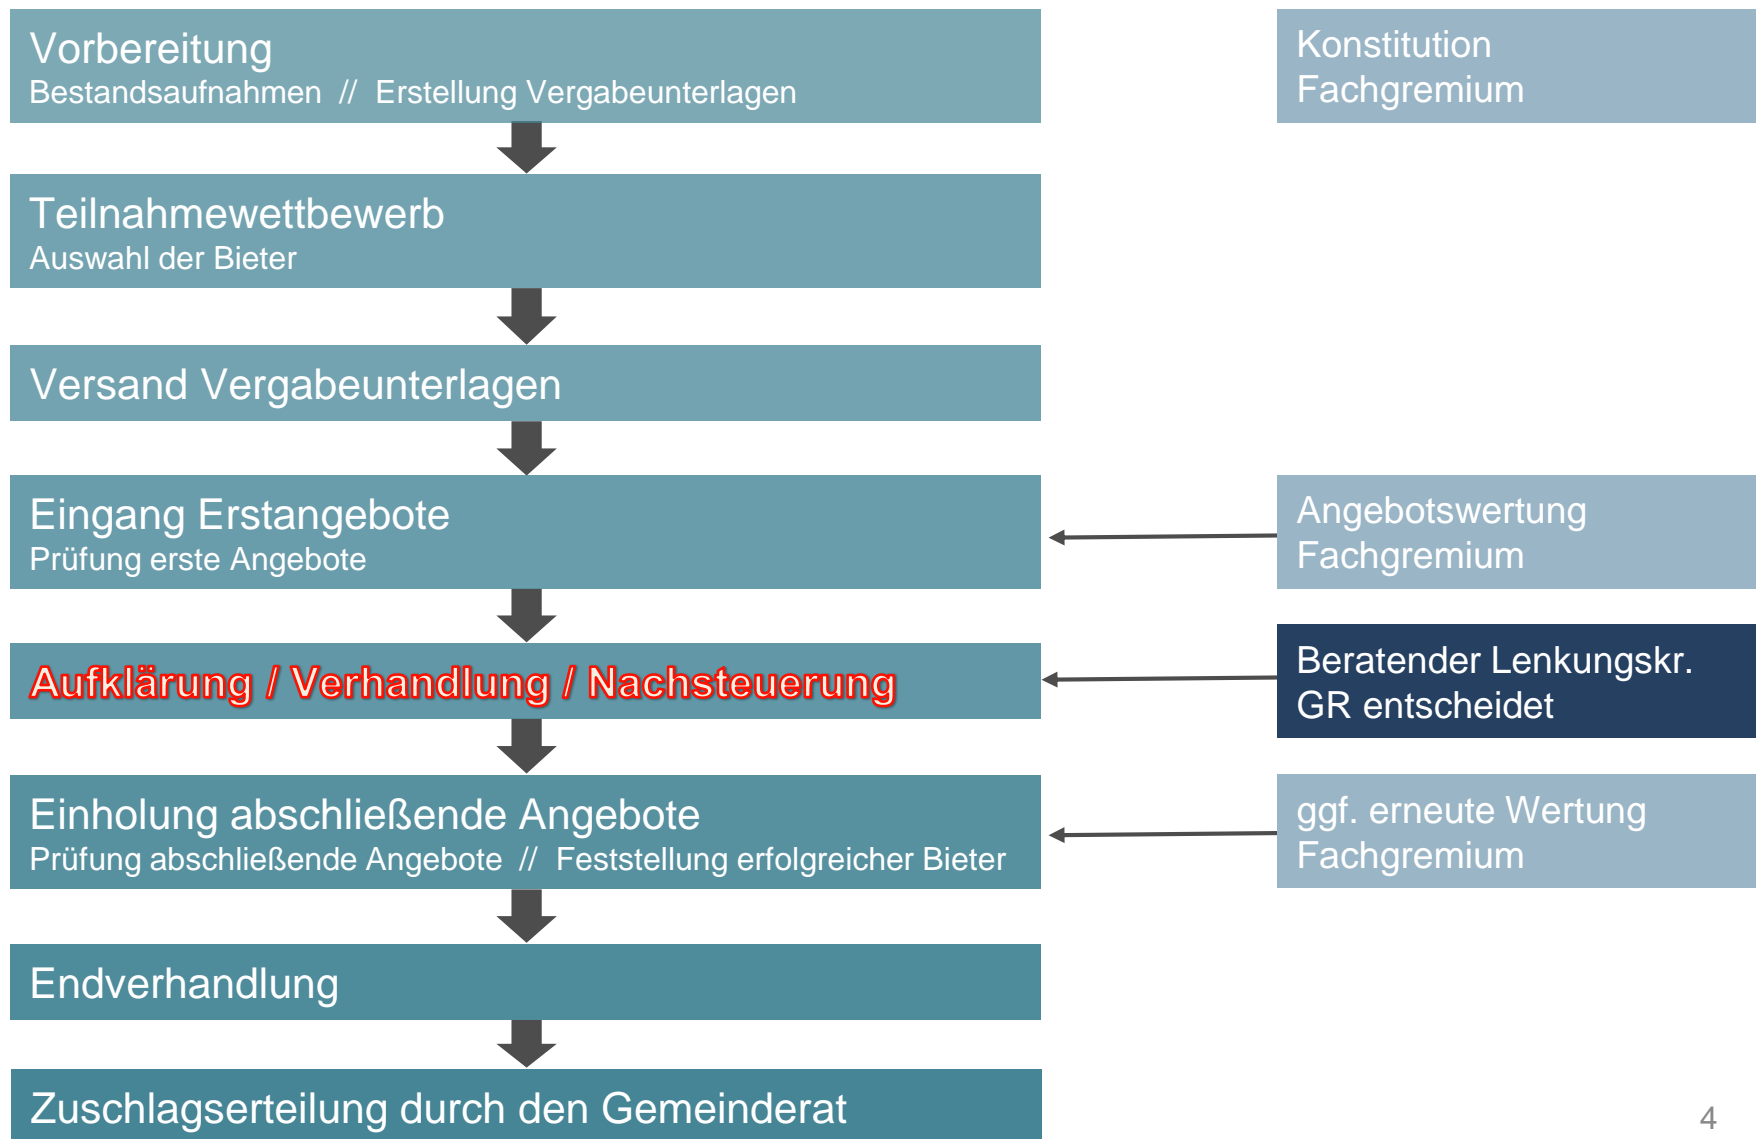 Vorbereitung
Bestandsaufnahmen // Erstellung Vergabeunterlagen
Konstitution
Fachgremium
Teilnahmewettbewerb
Auswahl der Bieter
Versand Vergabeunterlagen
Eingang Erstangebote
Prüfung erste Angebote
Angebotswertung
Fachgremium
Aufklärung / Verhandlung / Nachsteuerung
Beratender Lenkungskr.
GR entscheidet
Einholung abschließende Angebote
Prüfung abschließende Angebote // Feststellung erfolgreicher Bieter
ggf. erneute Wertung
Fachgremium
Endverhandlung
Zuschlagserteilung durch den Gemeinderat
4